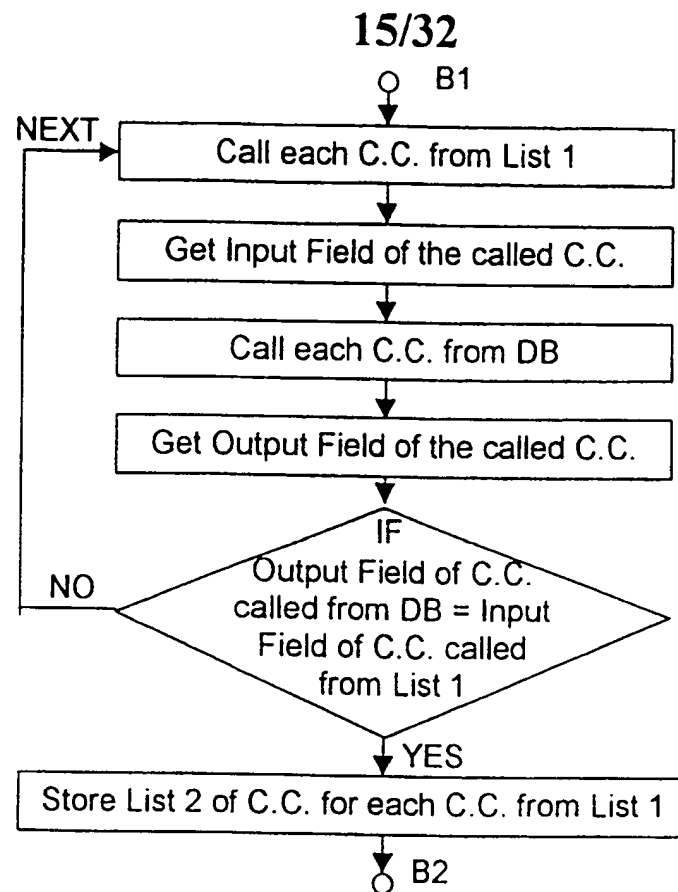 15/32
B1
NEXT
Call each C.C. from List 1
Get Input Field of the called C.C.
Call each C.C. from DB
Get Output Field of the called C.C.
IF
Output Field of C.C.
called from DB = Input
Field of C.C. called
from List 1
NO
YES
Store List 2 of C.C. for each C.C. from List 1
B2